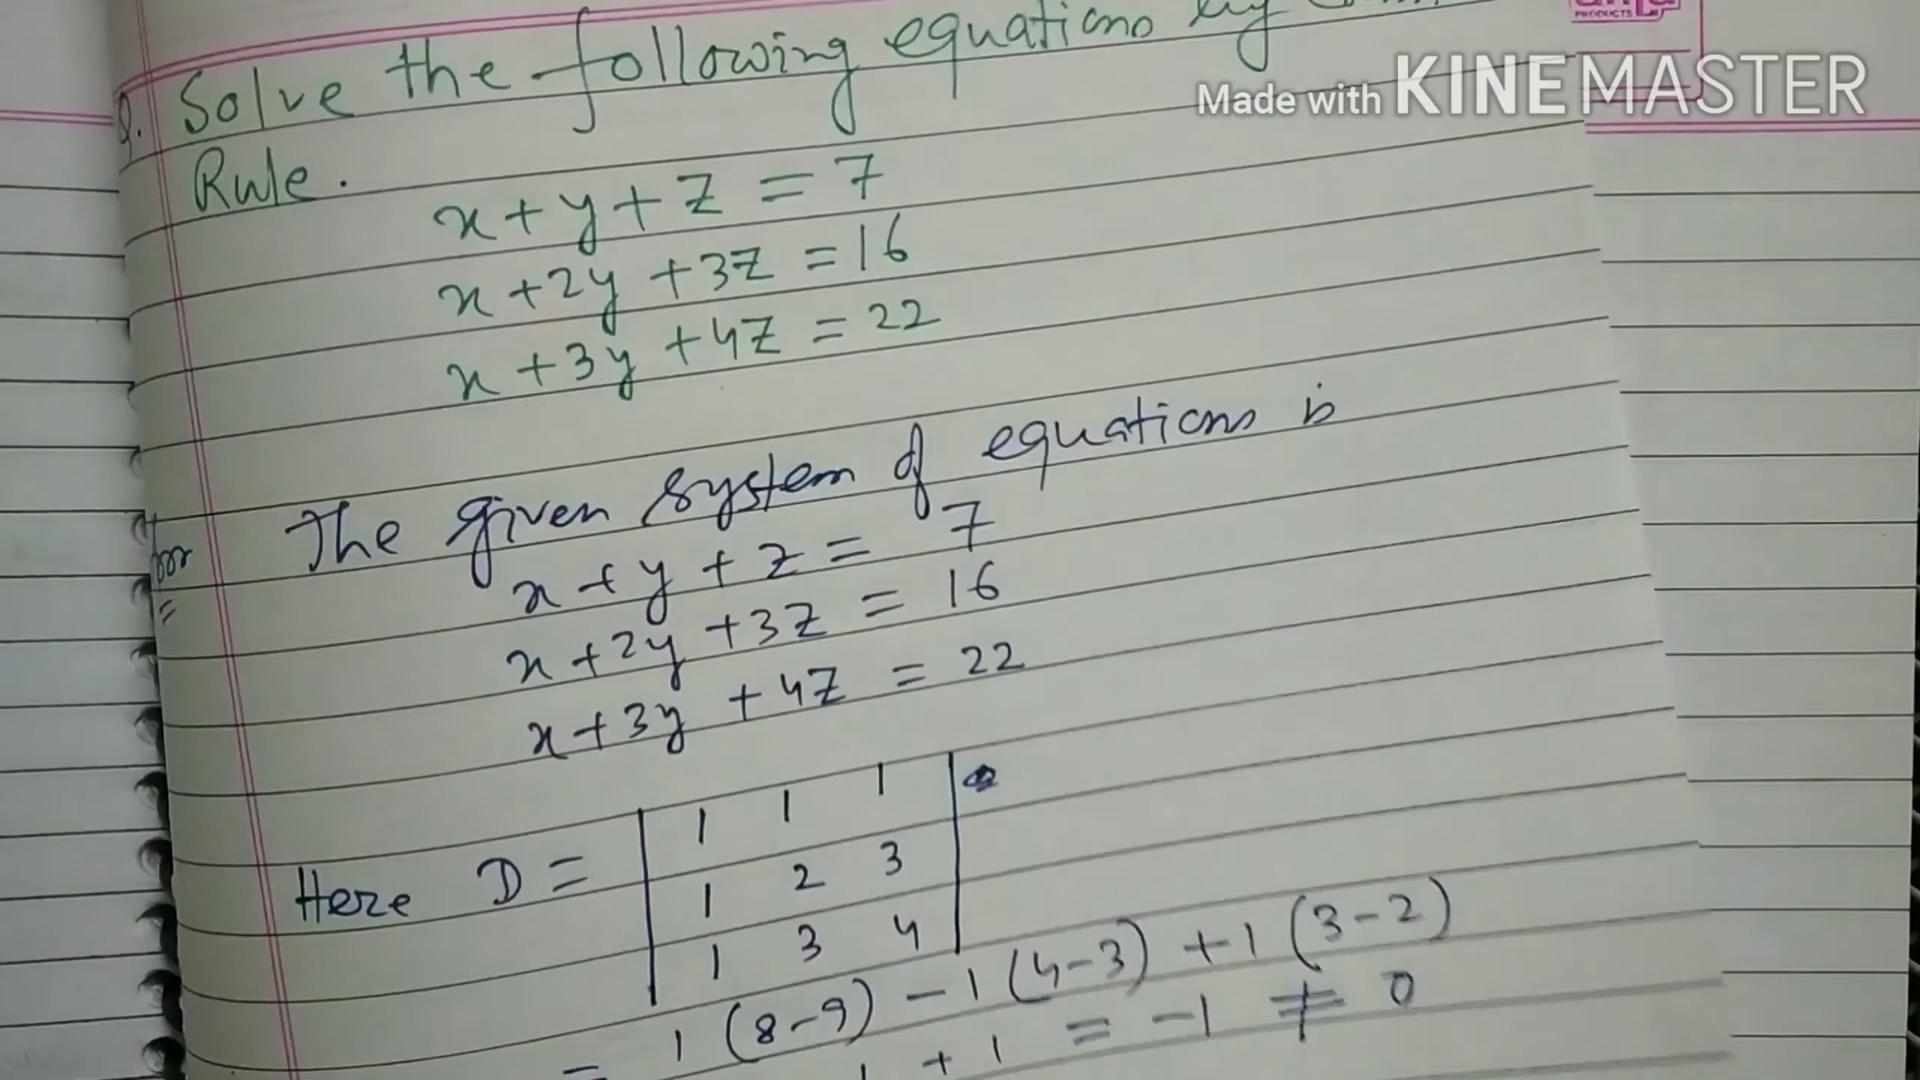 PRODUCTS
Made with KINEMASTER
Q. Solve the following equations by
Rule.
x + y + z = 7
x + 2y + 3z = 16
x + 3y + 4z = 22
The given system of equations is
x + y + z = 7
x + 2y + 3z = 16
x + 3y + 4z = 22
Here D = | 1 1 1 |
1 2 3
1 3 4
= 1 (8-9) - 1 (4-3) + 1 (3-2)
+ 1 = -1 ≠ 0